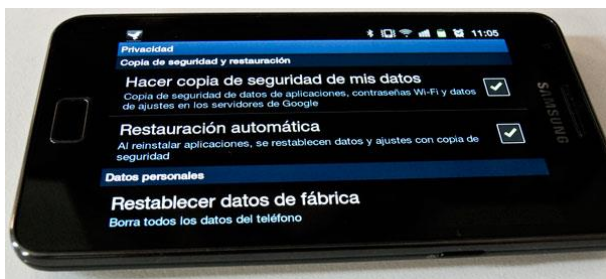 11:05
Privacidad
Copia de seguridad y restauración
Hacer copia de seguridad de mis datos
Copia de seguridad de datos de aplicaciones, contraseñas Wi-Fi y datos
de ajustes en los servidores de Google
Restauración automática
Al reinstalar aplicaciones, se restablecen datos y ajustes con copia de
seguridad
Datos personales
Restablecer datos de fábrica
Borra todos los datos del teléfono
SAMSUNG